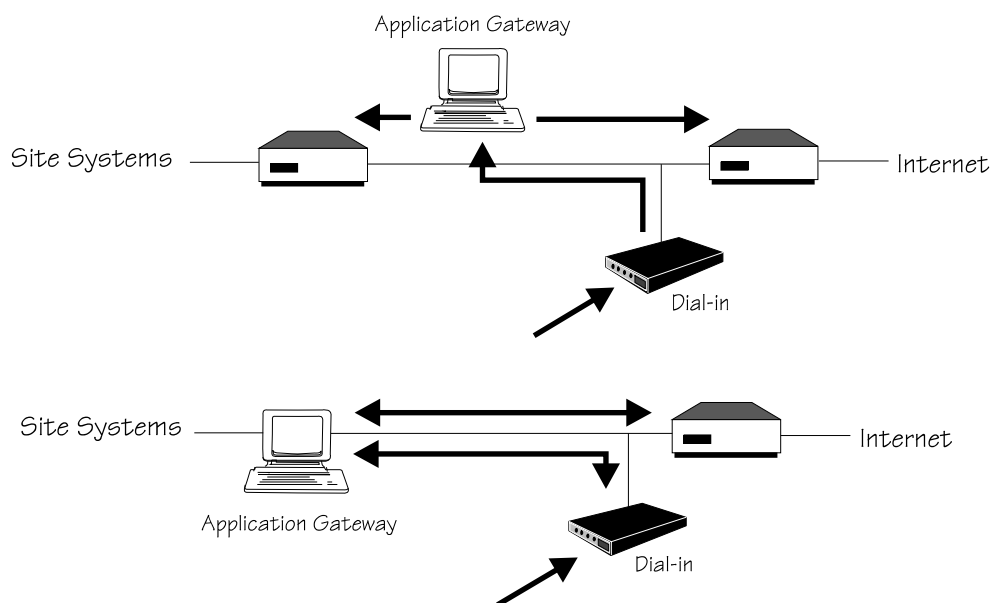 Application Gateway
Site Systems
Internet
Dial-in
Site Systems
Internet
Application Gateway
Dial-in